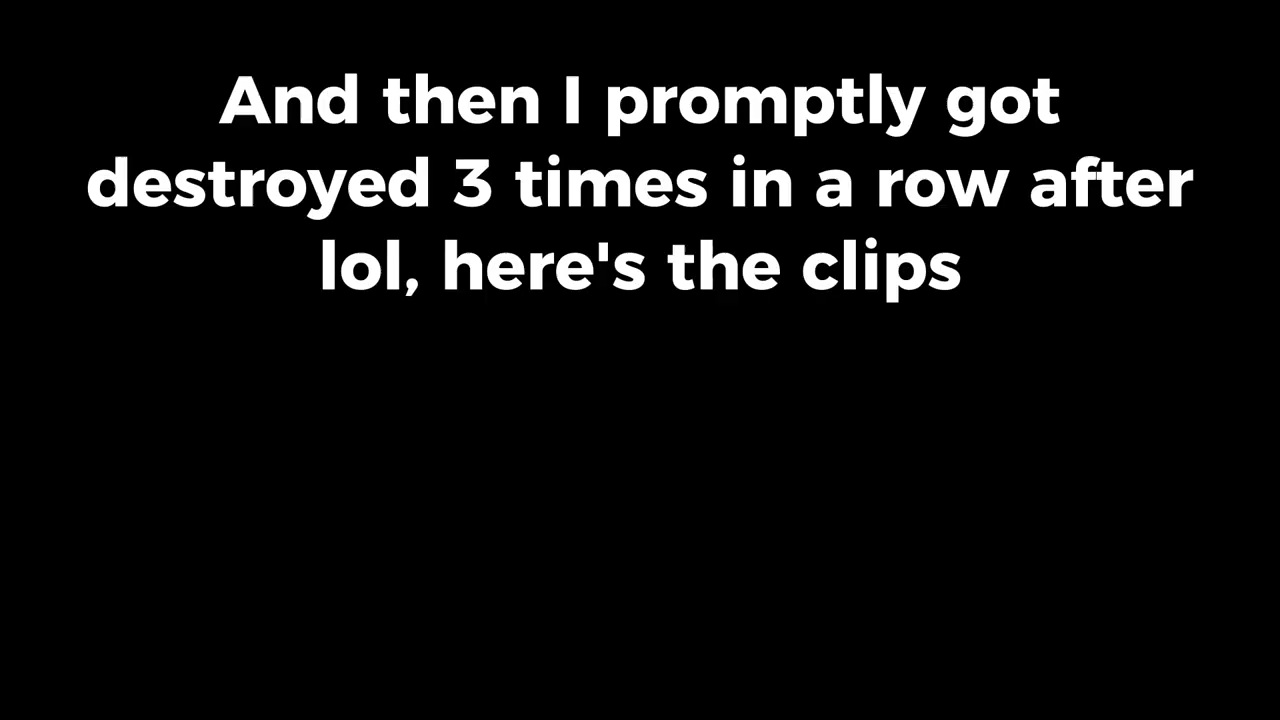 And then I promptly got
destroyed 3 times in a row after
lol, here's the clips